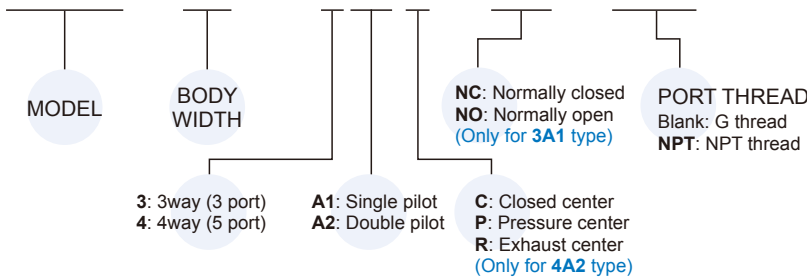 MODEL
BODY
WIDTH
NC: Normally closed
NO: Normally open
(Only for 3A1 type)
PORT THREAD
Blank: G thread
NPT: NPT thread
3: 3way (3 port)
4: 4way (5 port)
A1: Single pilot
A2: Double pilot
C: Closed center
P: Pressure center
R: Exhaust center
(Only for 4A2 type)